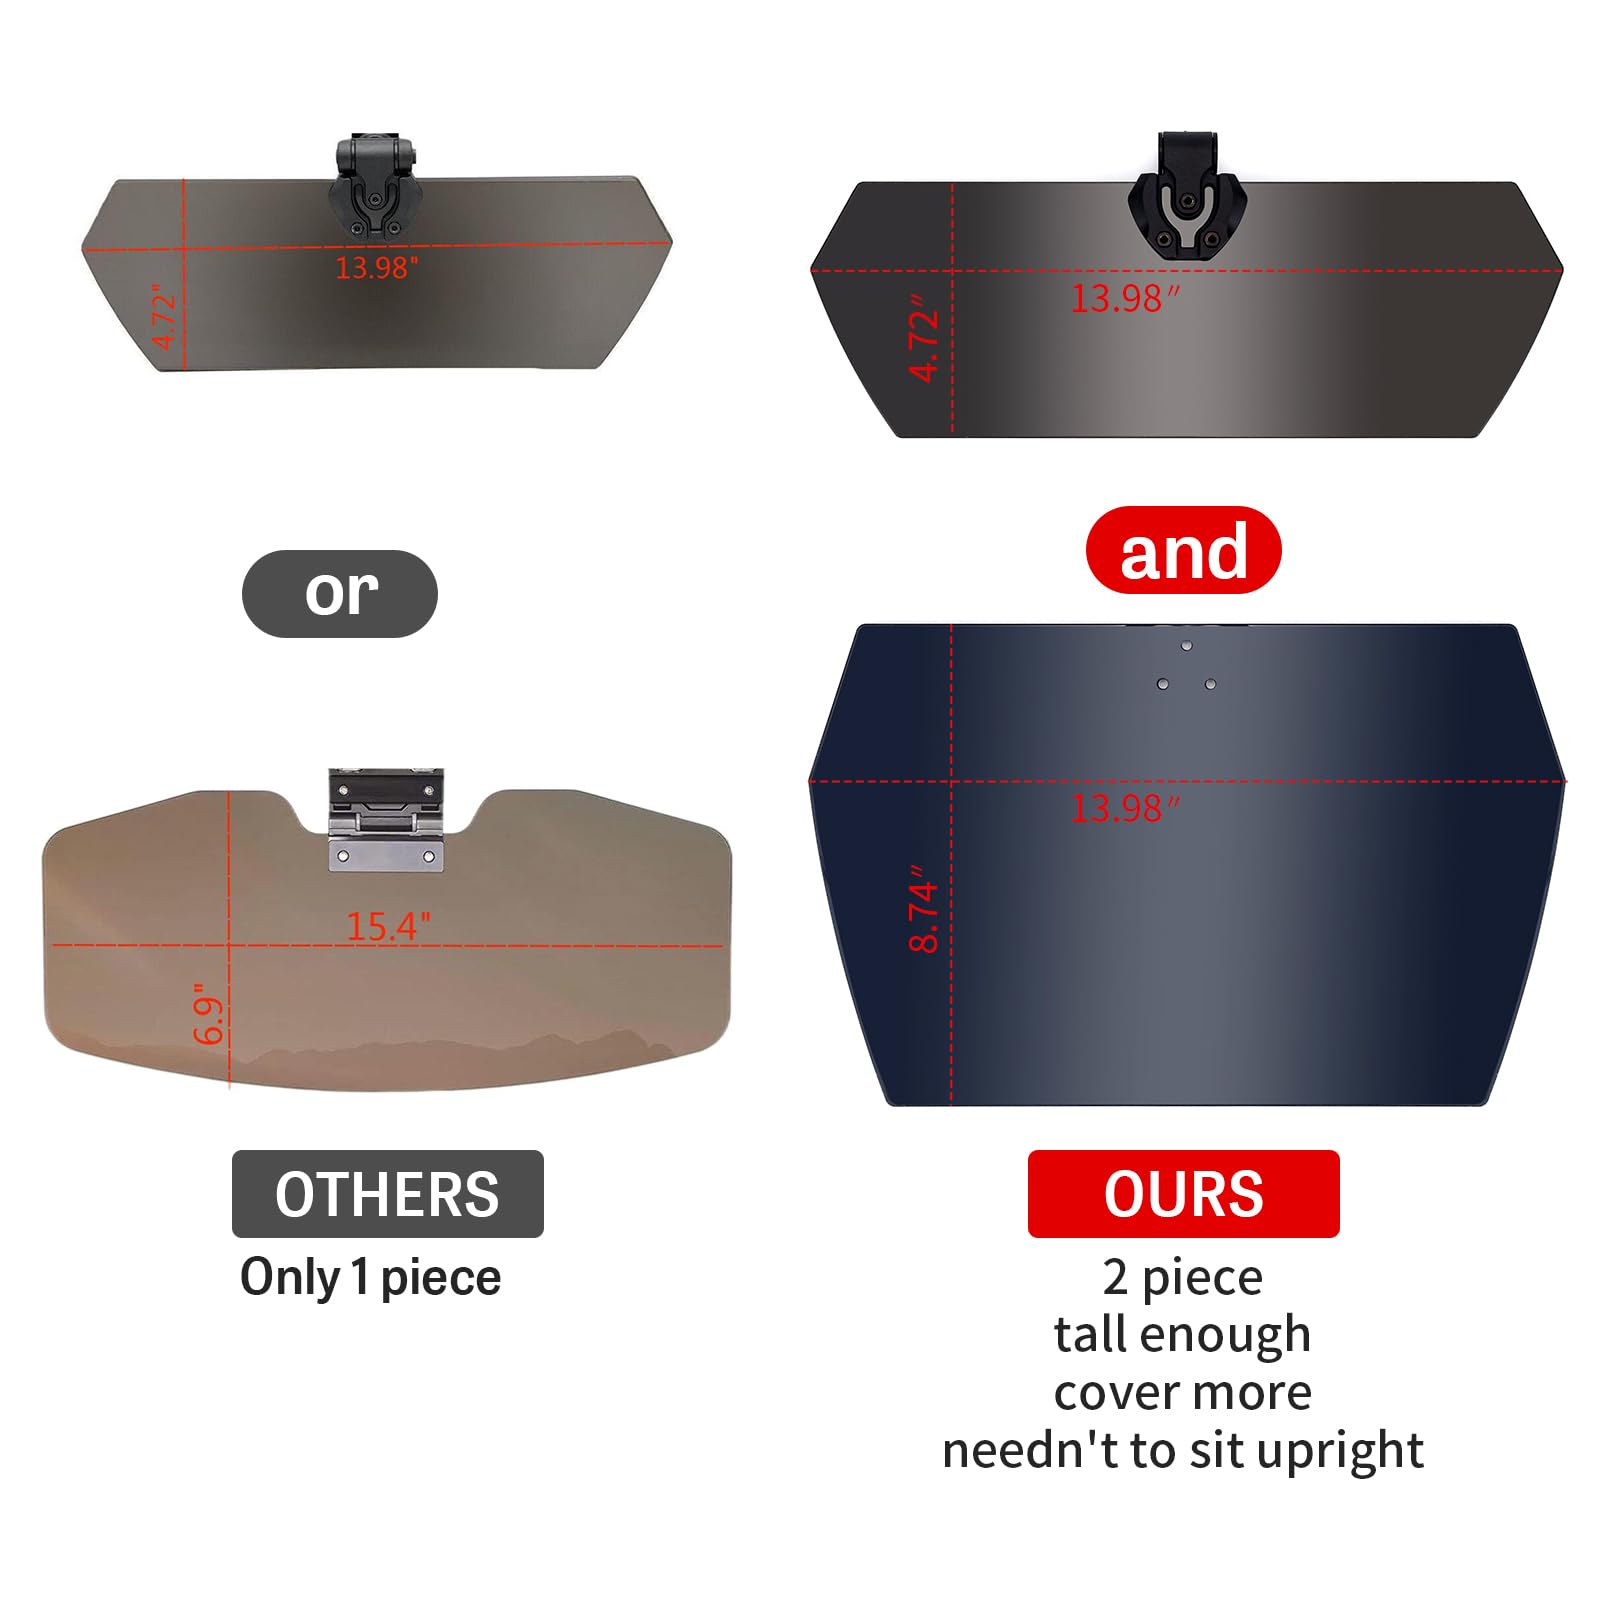 13.98"
4.72"
or
15.4"
6.9"
OTHERS
Only 1 piece
13.98"
4.72"
and
13.98"
8.74"
OURS
2 piece
tall enough
cover more
needn't to sit upright